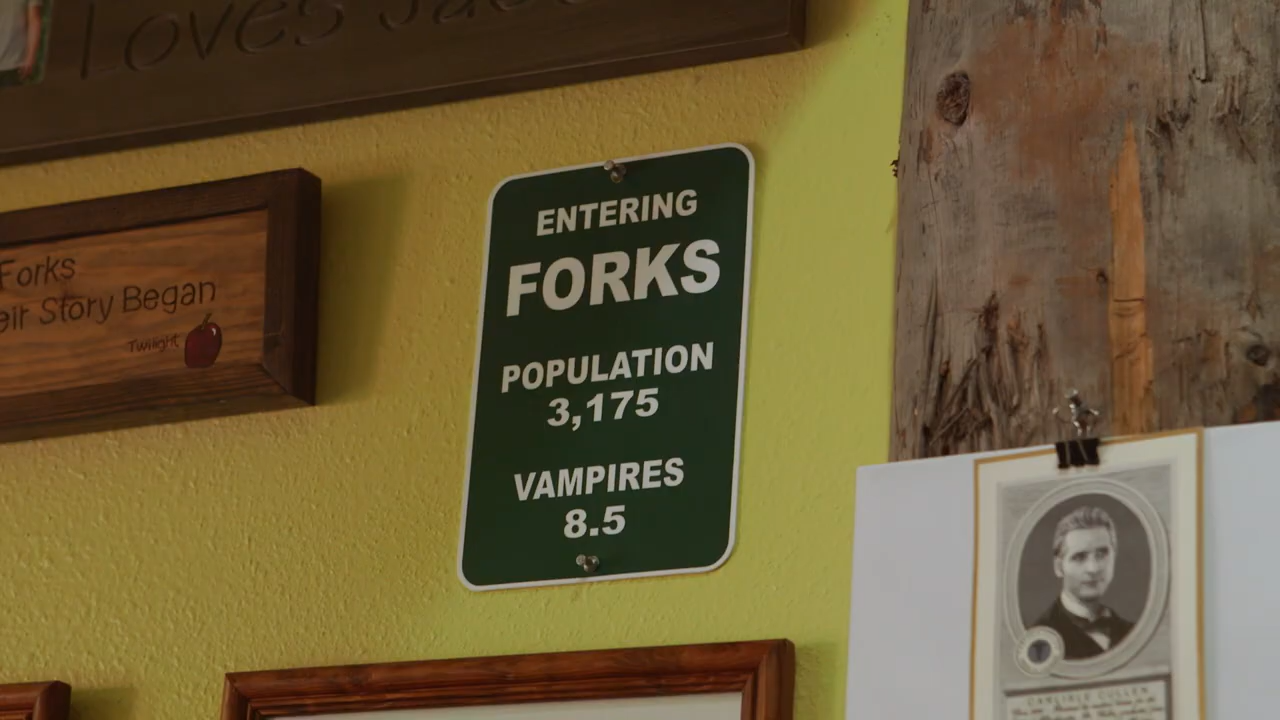 Loves
Forks
Story Began
Twilight
ENTERING
FORKS
POPULATION
3,175
VAMPIRES
8.5
CARLISLE CULLEN